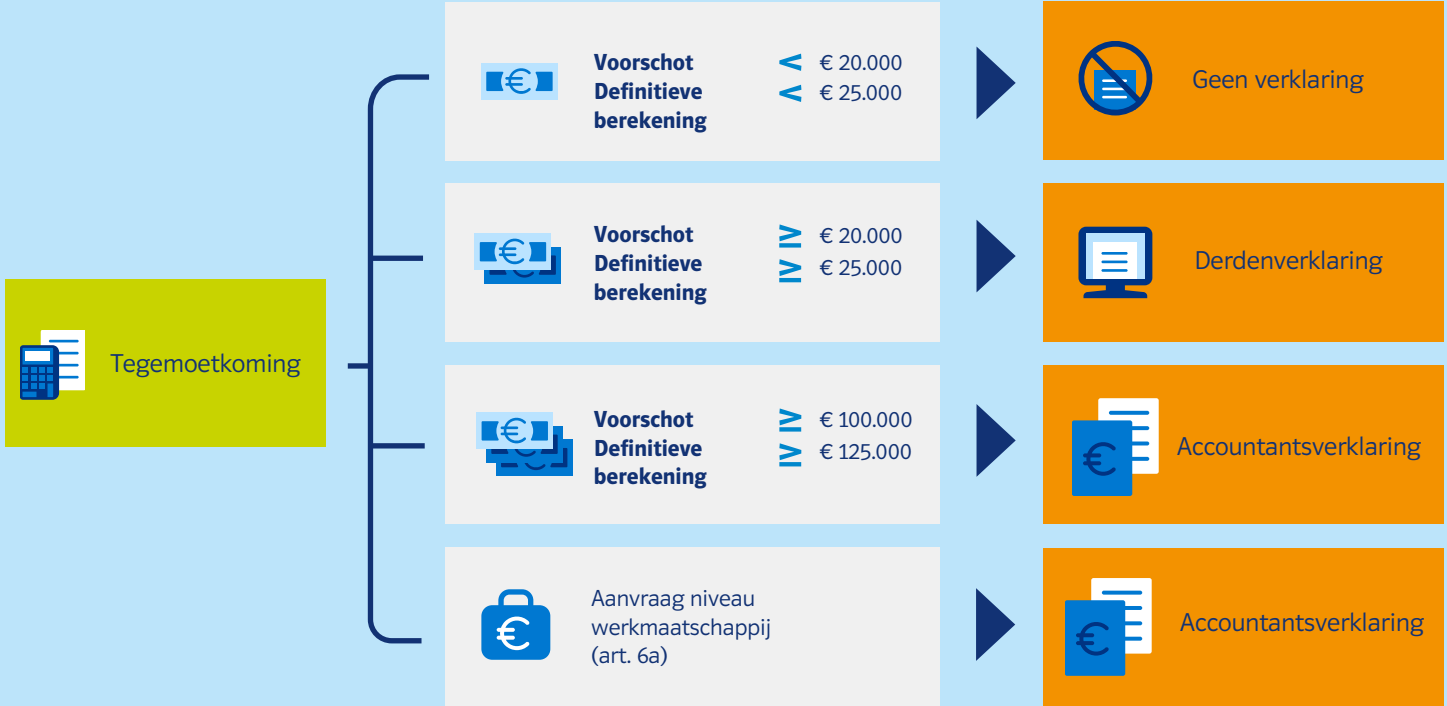 Tegemoetkoming
Voorschot < € 20.000
Definitieve < € 25.000
berekening
Geen verklaring
Voorschot ≥ € 20.000
Definitieve ≥ € 25.000
berekening
Derdenverklaring
Voorschot ≥ € 100.000
Definitieve ≥ € 125.000
berekening
Accountantsverklaring
Aanvraag niveau
werkmaatschappij
(art. 6a)
Accountantsverklaring